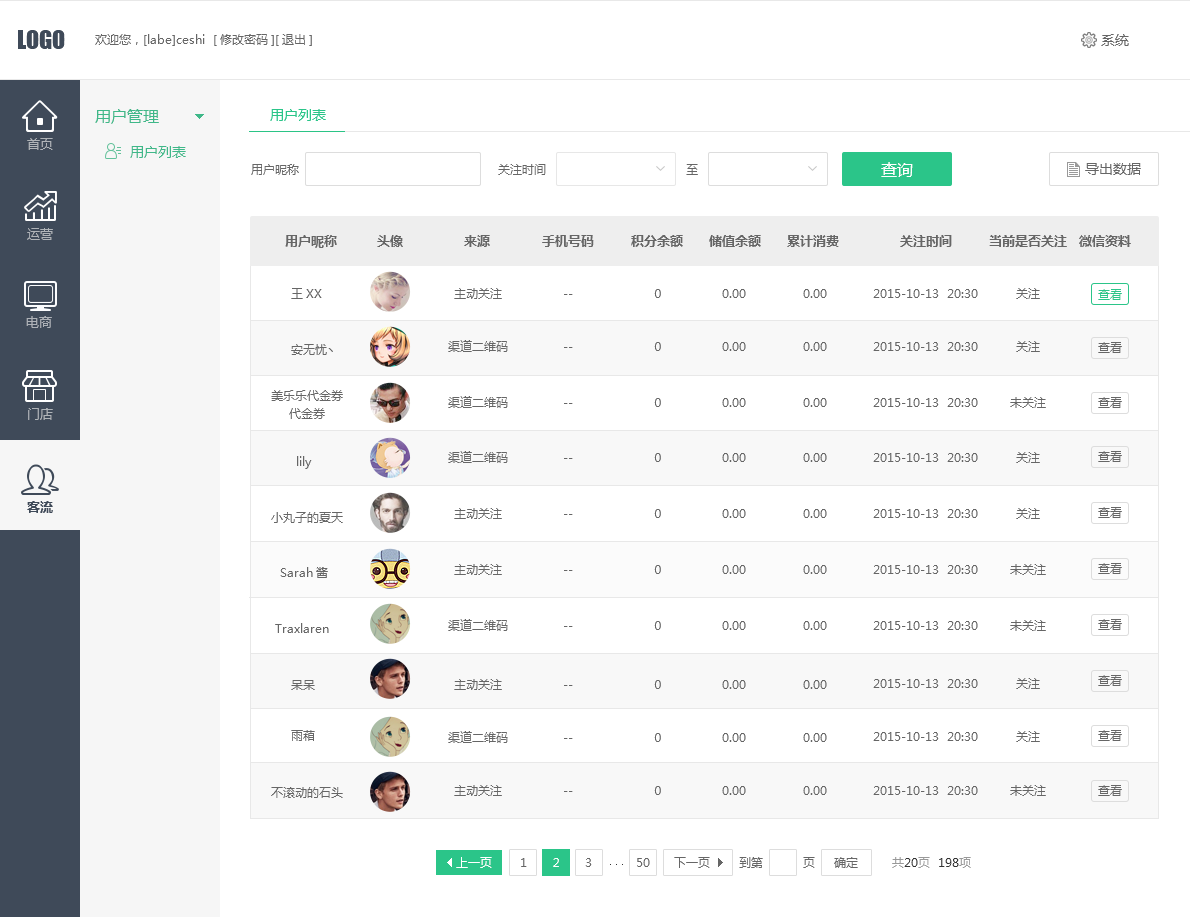 LOGO 欢迎您，[labe]ceshi [ 修改密码 ][ 退出 ] 系统
首页
运营
电商
门店
客流
用户管理
用户列表
用户列表
用户昵称 关注时间 至 查询 导出数据
用户昵称 头像 来源 手机号码 积分余额 储值余额 累计消费 关注时间 当前是否关注 微信资料
王 XX 主动关注 -- 0 0.00 0.00 2015-10-13 20:30 关注 查看
安无忧丶 渠道二维码 -- 0 0.00 0.00 2015-10-13 20:30 关注 查看
美乐乐代金券
代金券 渠道二维码 -- 0 0.00 0.00 2015-10-13 20:30 未关注 查看
lily 渠道二维码 -- 0 0.00 0.00 2015-10-13 20:30 关注 查看
小丸子的夏天 主动关注 -- 0 0.00 0.00 2015-10-13 20:30 关注 查看
Sarah 酱 主动关注 -- 0 0.00 0.00 2015-10-13 20:30 未关注 查看
Traxlaren 渠道二维码 -- 0 0.00 0.00 2015-10-13 20:30 未关注 查看
呆呆 主动关注 -- 0 0.00 0.00 2015-10-13 20:30 关注 查看
雨萡 渠道二维码 -- 0 0.00 0.00 2015-10-13 20:30 关注 查看
不滚动的石头 主动关注 -- 0 0.00 0.00 2015-10-13 20:30 未关注 查看
上一页 1 2 3 ... 50 下一页 到第 页 确定 共20页 198项